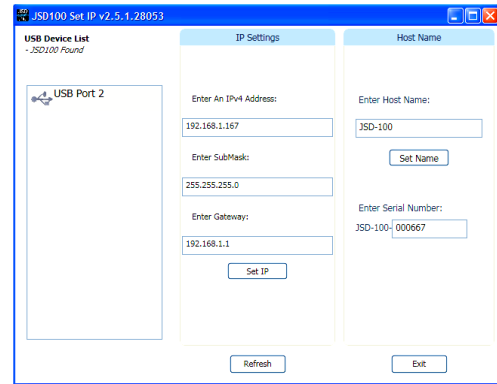 JSD100 Set IP v2.5.1.28053
USB Device List
- JSD100 Found
USB Port 2
IP Settings
Enter An IPv4 Address:
192.168.1.167
Enter SubMask:
255.255.255.0
Enter Gateway:
192.168.1.1
Set IP
Refresh
Host Name
Enter Host Name:
JSD-100
Set Name
Enter Serial Number:
JSD-100- 000667
Exit